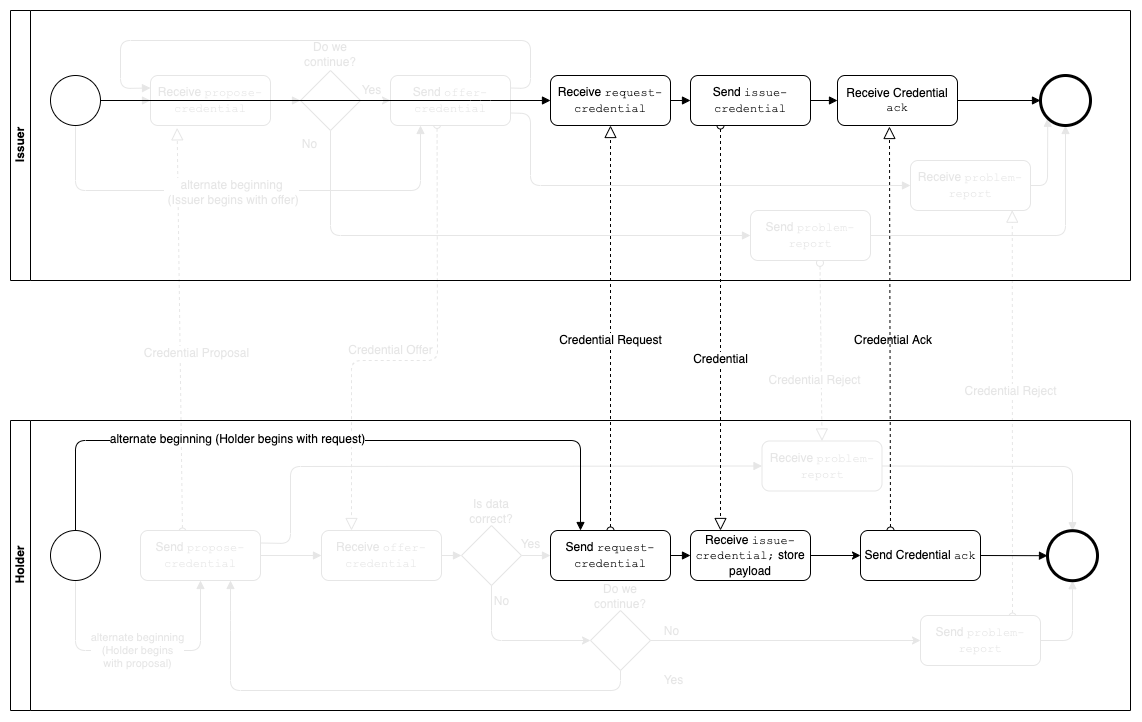 Issuer
Do we
continue?
Receive propose-
credential
Yes
Send offer-
credential
Receive request-
credential
Send issue-
credential
Receive Credential
ack
No
alternate beginning
(Issuer begins with offer)
Receive problem-
report
Send problem-
report
Credential Proposal
Credential Offer
Credential Request
Credential
Credential Ack
Credential Reject
Credential Reject
Holder
alternate beginning (Holder begins with request)
Receive problem-
report
Is data
correct?
Send propose-
credential
Receive offer-
credential
Yes
Send request-
credential
Receive issue-
credential; store
payload
Send Credential ack
No
Do we
continue?
alternate beginning
(Holder begins
with proposal)
No
Send problem-
report
Yes